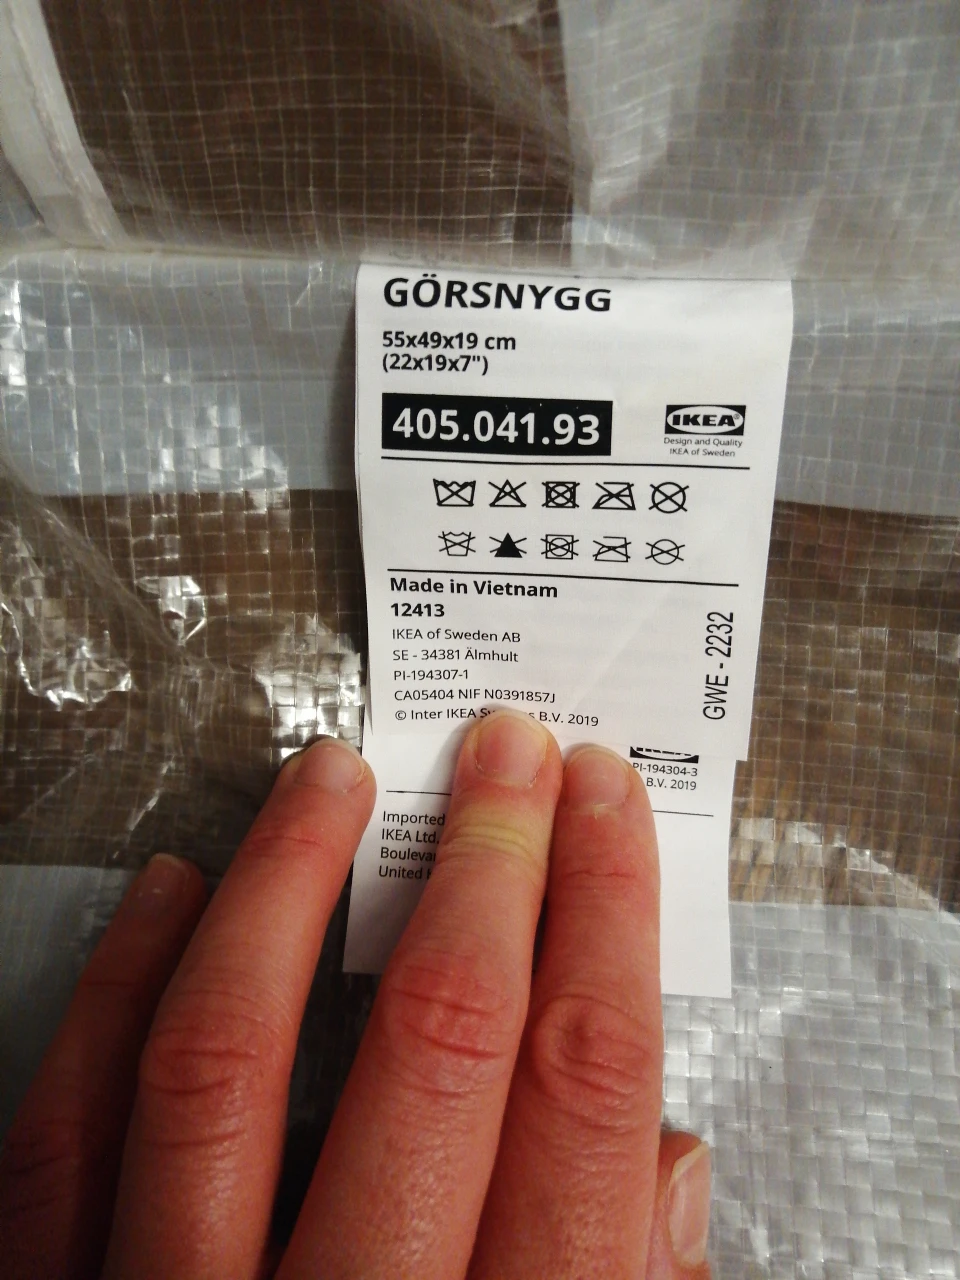 GÖRSNYGG
55x49x19 cm
(22x19x7")
405.041.93
IKEA
®
Design and Quality
IKEA of Sweden
Made in Vietnam
12413
IKEA of Sweden AB
SE - 34381 Älmhult
PI-194307-1
CA05404 NIF N0391857J
© Inter IKEA B.V. 2019
GWE - 2232
PI-194304-3
B.V. 2019
Imported
IKEA Ltd.
United